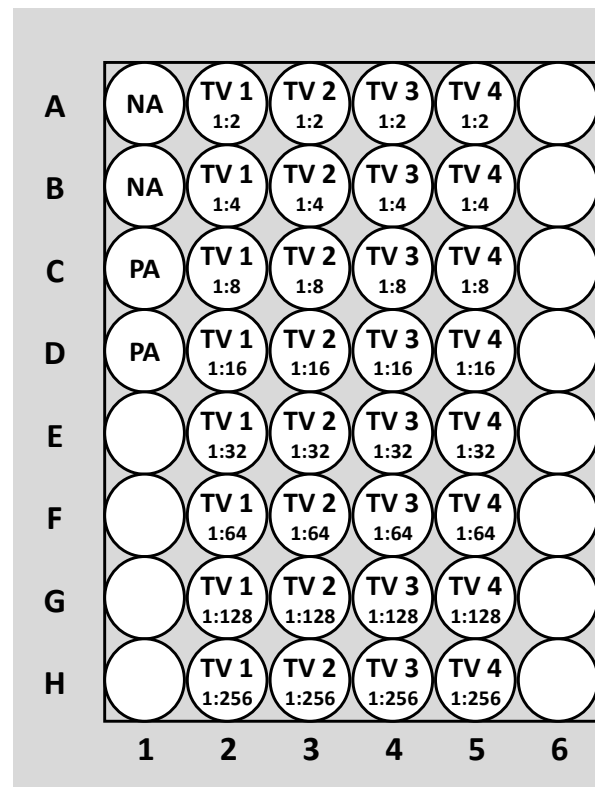 A NA TV 1 TV 2 TV 3 TV 4
1:2 1:2 1:2 1:2
B NA TV 1 TV 2 TV 3 TV 4
1:4 1:4 1:4 1:4
C PA TV 1 TV 2 TV 3 TV 4
1:8 1:8 1:8 1:8
D PA TV 1 TV 2 TV 3 TV 4
1:16 1:16 1:16 1:16
E TV 1 TV 2 TV 3 TV 4
1:32 1:32 1:32 1:32
F TV 1 TV 2 TV 3 TV 4
1:64 1:64 1:64 1:64
G TV 1 TV 2 TV 3 TV 4
1:128 1:128 1:128 1:128
H TV 1 TV 2 TV 3 TV 4
1:256 1:256 1:256 1:256
1 2 3 4 5 6